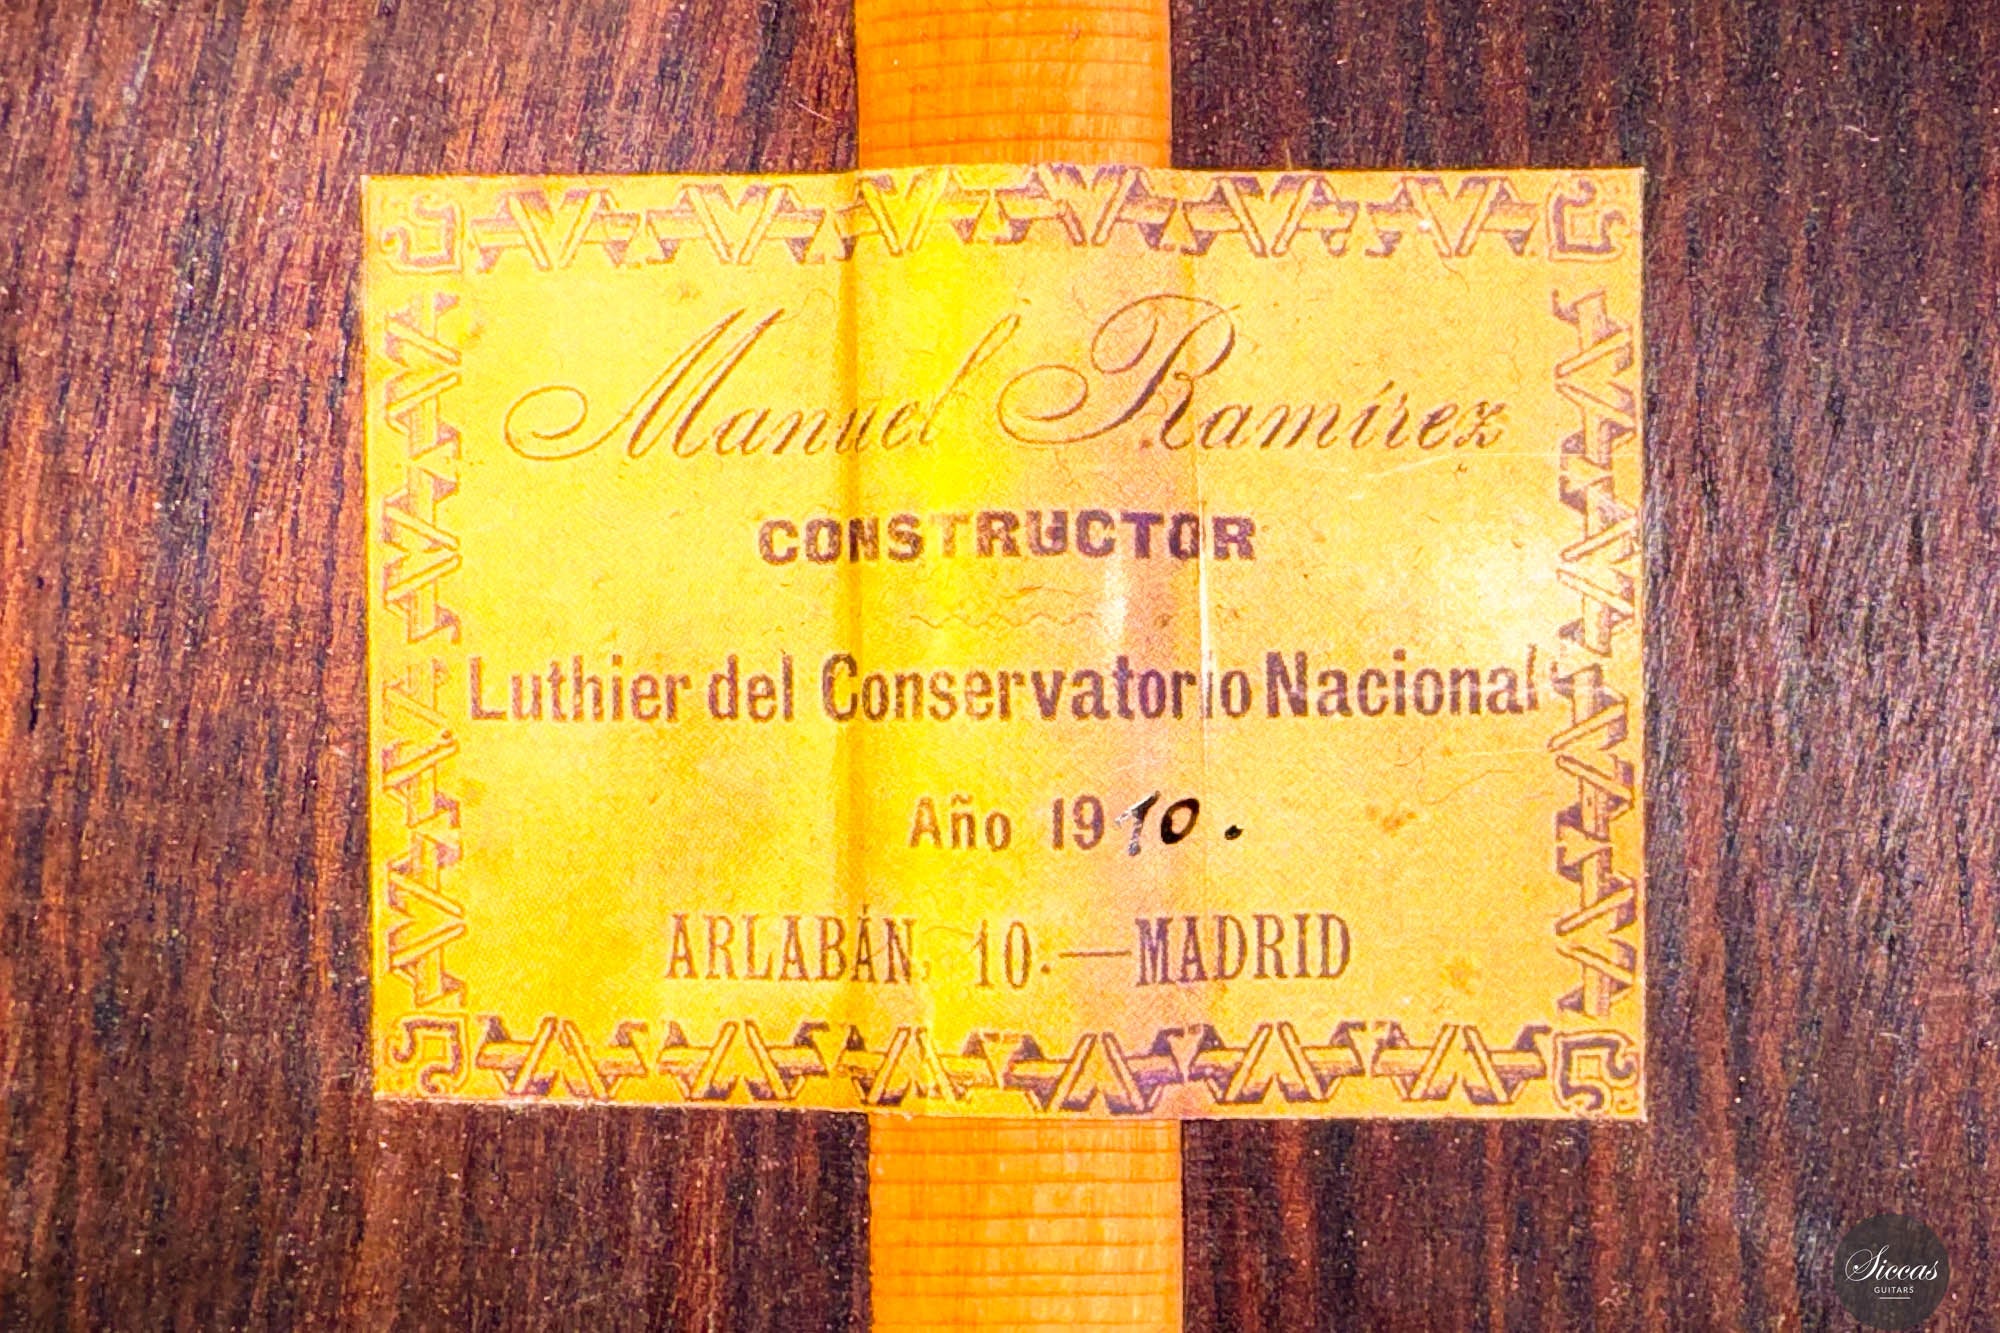 Manuel Ramírez
CONSTRUCTOR
Luthier del Conservatorio Nacional
Año 1910.
ARLABÁN, 10.—MADRID
Siccas
GUITARS